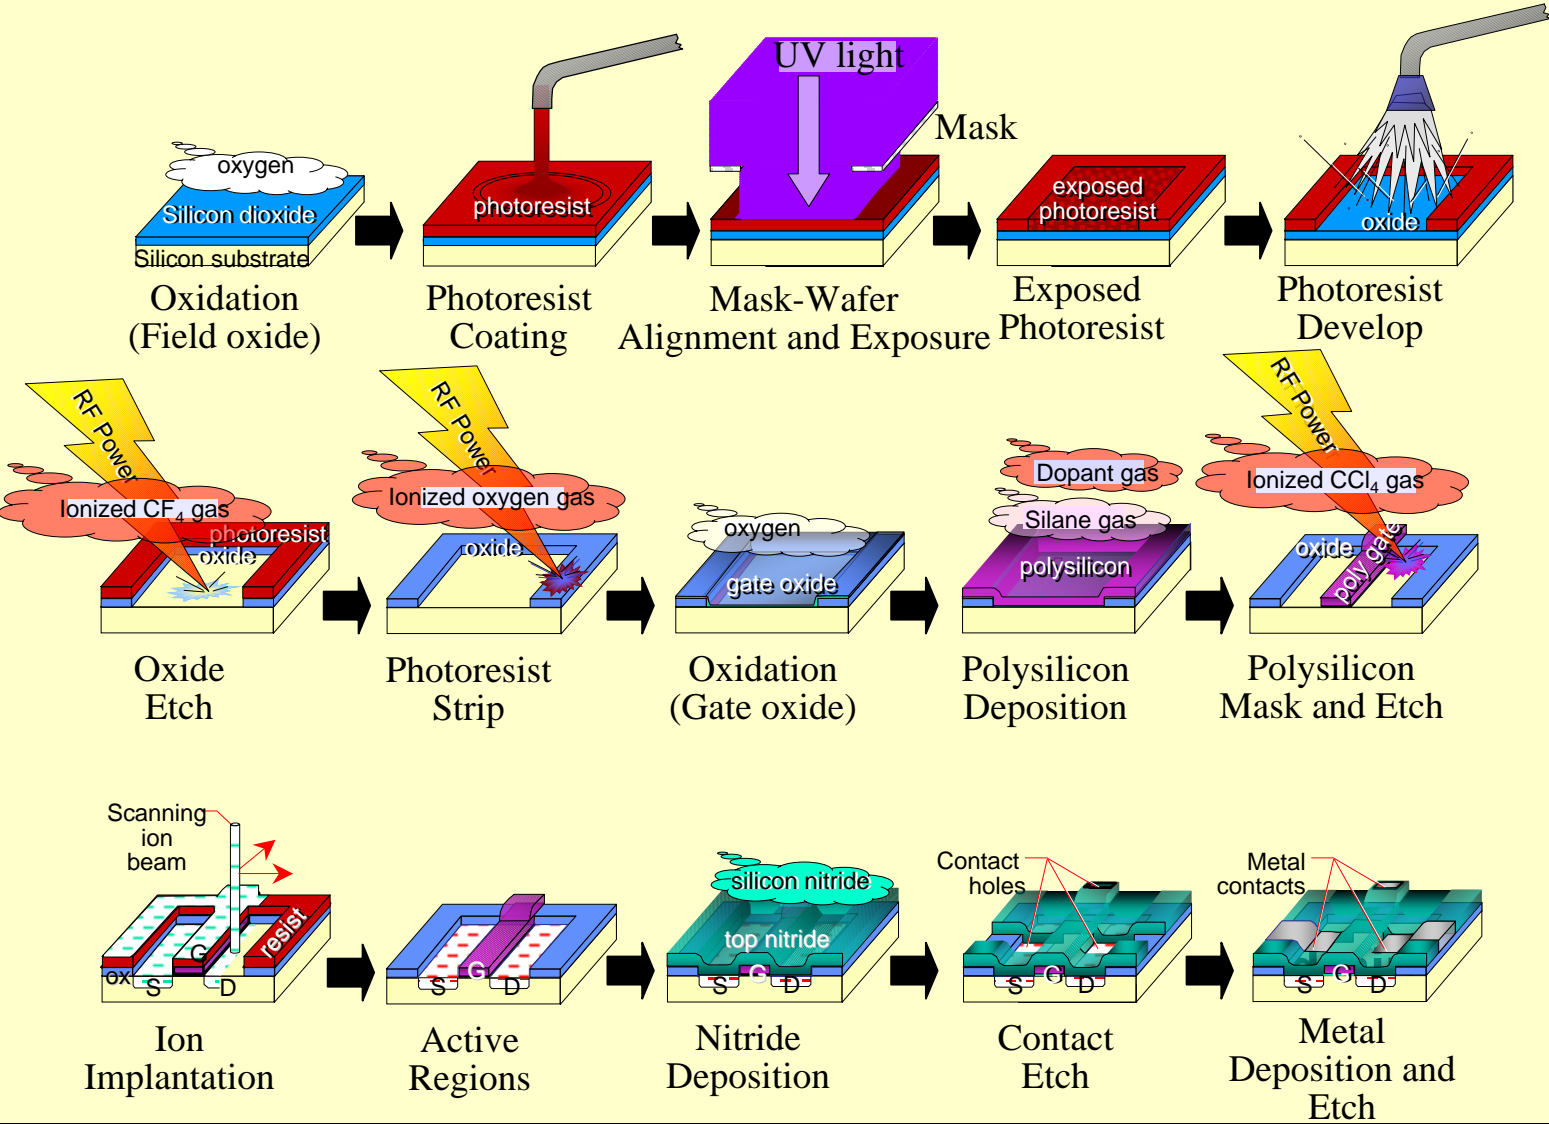 UV light
Mask
oxygen
Silicon dioxide
Silicon substrate
photoresist
exposed
photoresist
oxide
Oxidation
(Field oxide)
Photoresist
Coating
Mask-Wafer
Alignment and Exposure
Exposed
Photoresist
Photoresist
Develop
RF Power
Ionized CF₄ gas
photoresist
oxide
RF Power
Ionized oxygen gas
oxide
oxygen
gate oxide
Dopant gas
Silane gas
polysilicon
RF Power
Ionized CCl₄ gas
oxide
poly gate
Oxide
Etch
Photoresist
Strip
Oxidation
(Gate oxide)
Polysilicon
Deposition
Polysilicon
Mask and Etch
Scanning
ion
beam
resist
G
ox
S
D
G
S
D
silicon nitride
top nitride
G
S
D
Contact
holes
G
S
D
Metal
contacts
G
S
D
Ion
Implantation
Active
Regions
Nitride
Deposition
Contact
Etch
Metal
Deposition and
Etch